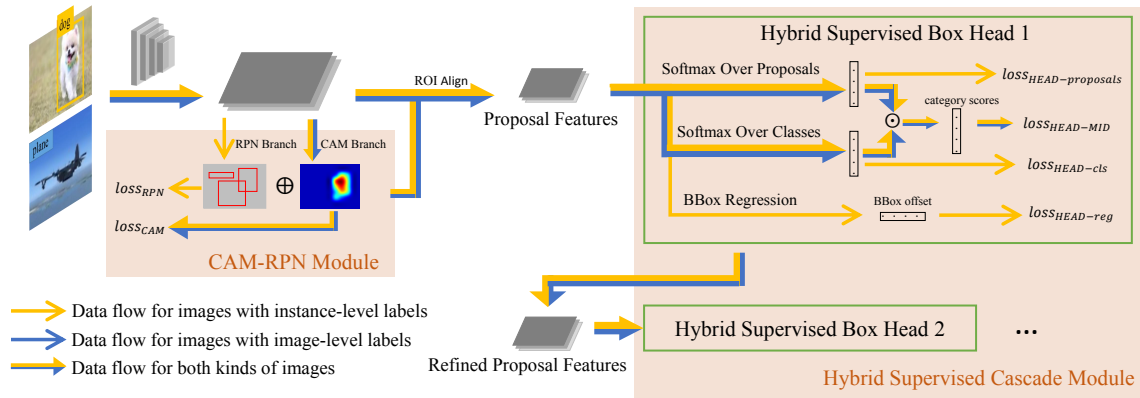 dog
plane
ROI Align
Proposal Features
RPN Branch
CAM Branch
loss_RPN
⊕
loss_CAM
CAM-RPN Module
Hybrid Supervised Box Head 1
Softmax Over Proposals
loss_HEAD−proposals
category scores
⊙
loss_HEAD−MID
Softmax Over Classes
loss_HEAD−cls
BBox Regression
BBox offset
loss_HEAD−reg
Data flow for images with instance-level labels
Data flow for images with image-level labels
Data flow for both kinds of images
Refined Proposal Features
Hybrid Supervised Box Head 2
...
Hybrid Supervised Cascade Module